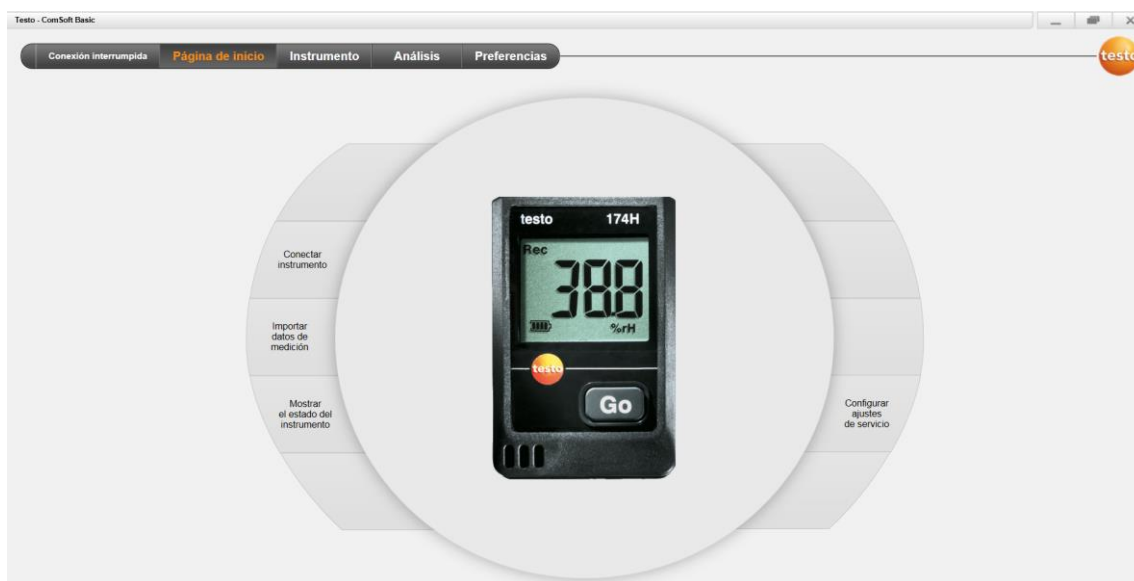 Testo - ComSoft Basic
Conexión interrumpida Página de inicio Instrumento Análisis Preferencias
testo
testo 174H
Rec
38.8
%rH
testo
Go
Conectar
instrumento
Importar
datos de
medición
Mostrar
el estado del
instrumento
Configurar
ajustes
de servicio